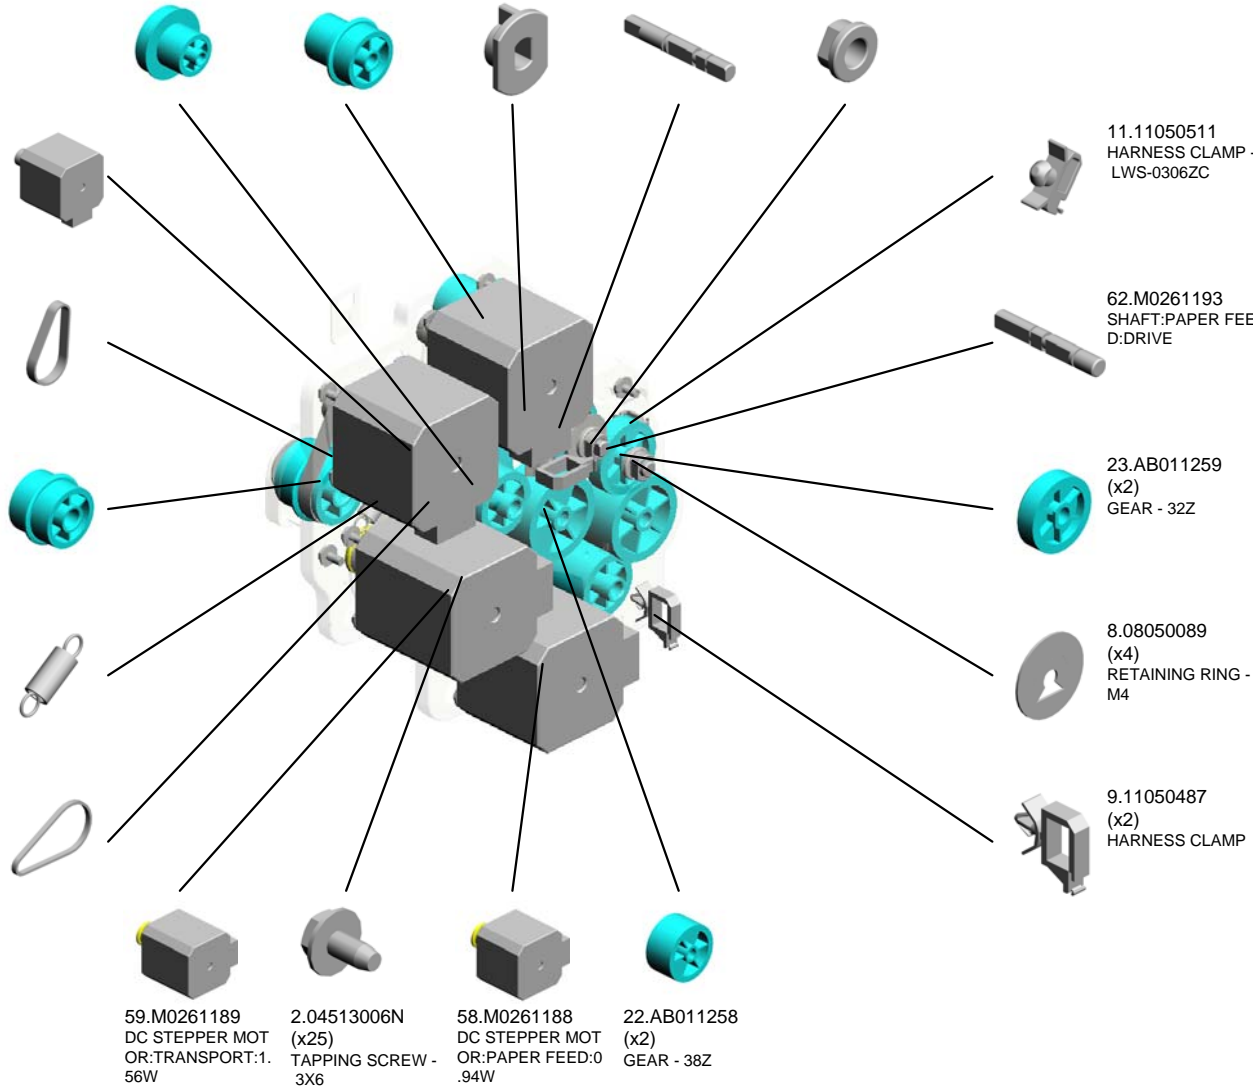 11.11050511
HARNESS CLAMP -
LWS-0306ZC
62.M0261193
SHAFT:PAPER FEE
D:DRIVE
23.AB011259
(x2)
GEAR - 32Z
8.08050089
(x4)
RETAINING RING -
M4
9.11050487
(x2)
HARNESS CLAMP
59.M0261189
DC STEPPER MOT
OR:TRANSPORT:1.
56W
2.04513006N
(x25)
TAPPING SCREW -
3X6
58.M0261188
DC STEPPER MOT
OR:PAPER FEED:0
.94W
22.AB011258
(x2)
GEAR - 38Z